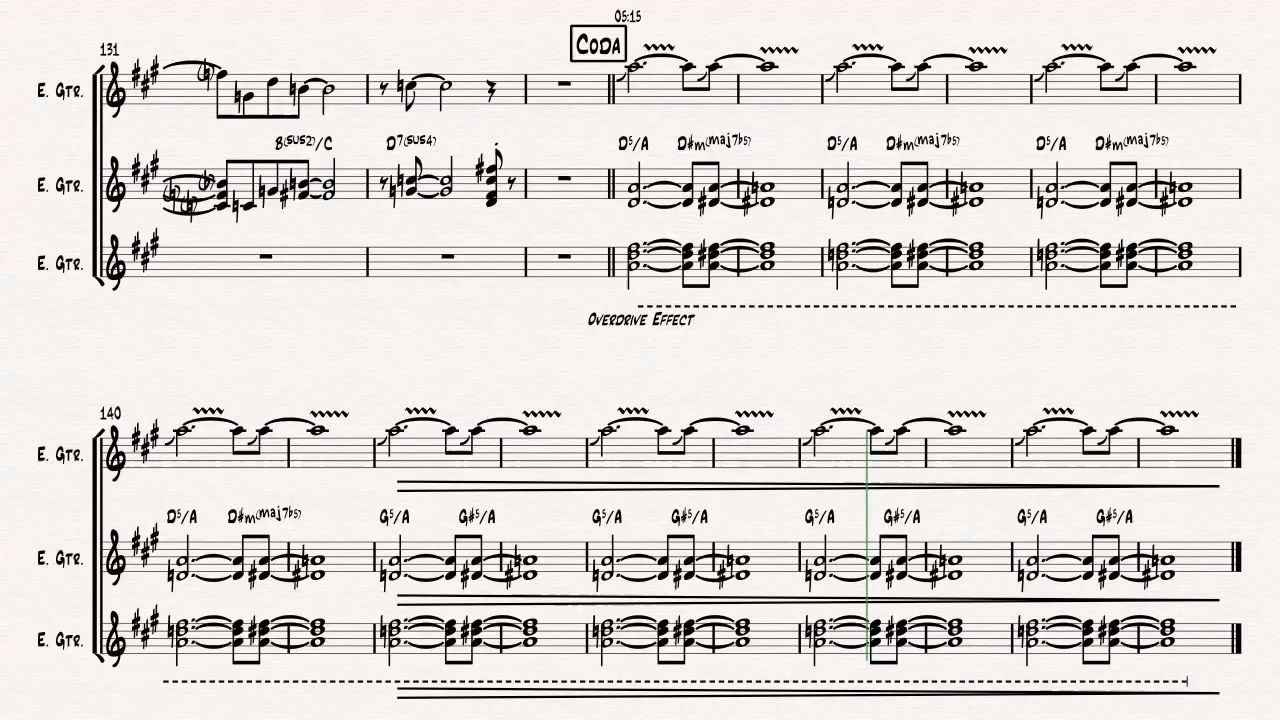 05:15
131
CODA
E. GTR.
B(sus2)/C D7(sus4) D5/A D#m(maj7b5) D5/A D#m(maj7b5) D5/A D#m(maj7b5)
E. GTR.
E. GTR.
OVERDRIVE EFFECT
140
E. GTR.
D5/A D#m(maj7b5) G5/A G#5/A G5/A G#5/A G5/A G#5/A G5/A G#5/A
E. GTR.
E. GTR.